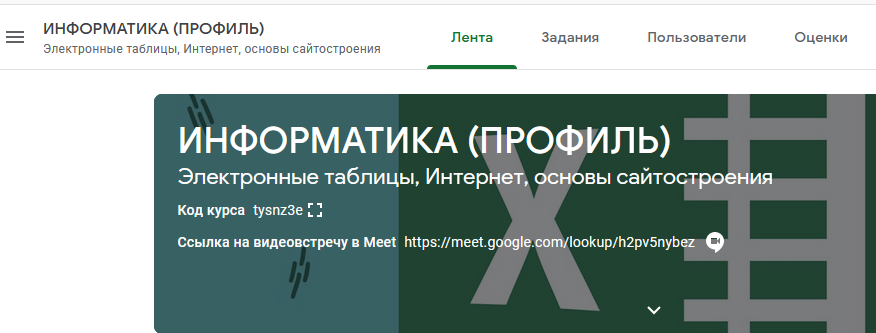 ИНФОРМАТИКА (ПРОФИЛЬ)
Электронные таблицы, Интернет, основы сайтостроения
Лента
Задания
Пользователи
Оценки
ИНФОРМАТИКА (ПРОФИЛЬ)
Электронные таблицы, Интернет, основы сайтостроения
Код курса tysnz3e
Ссылка на видеовстречу в Meet https://meet.google.com/lookup/h2pv5nybez
X